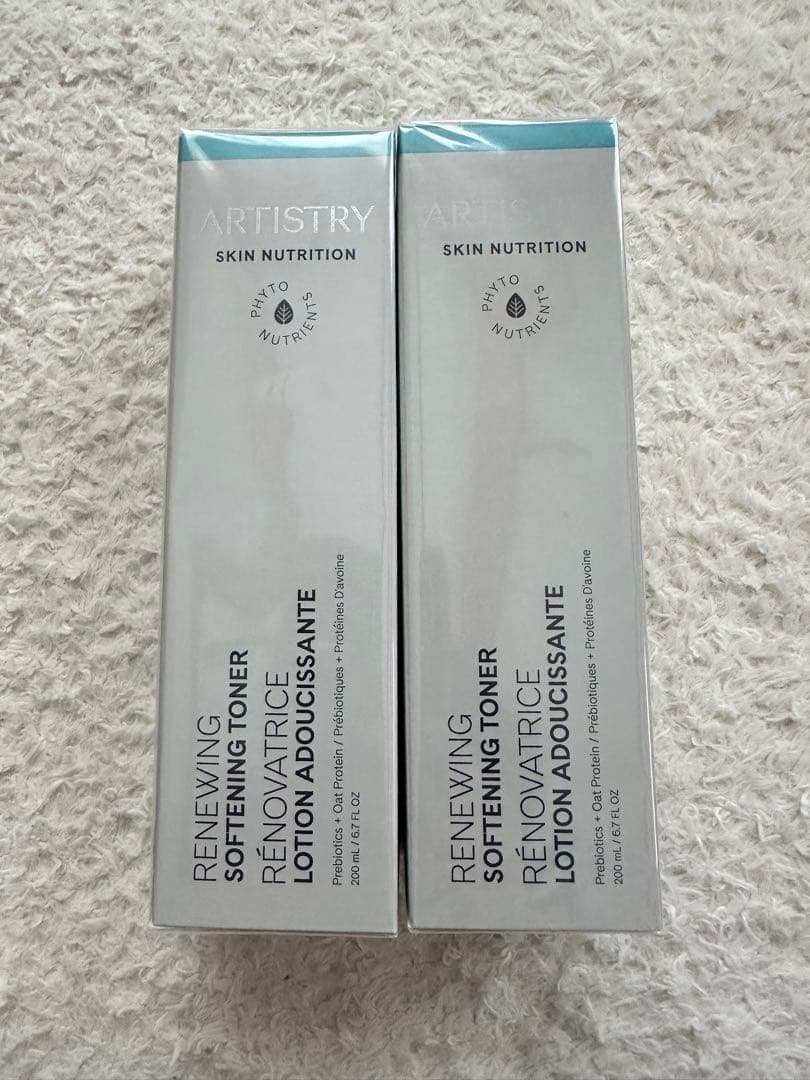 ARTISTRY
SKIN NUTRITION
PHYTO
NUTRIENTS
RENEWING
SOFTENING TONER
RÉNOVATRICE
LOTION ADOUCISSANTE
Prebiotics + Oat Protein / Prébiotiques + Protéines D'avoine
200 mL / 6.7 FL OZ
ARTISTRY
SKIN NUTRITION
PHYTO
NUTRIENTS
RENEWING
SOFTENING TONER
RÉNOVATRICE
LOTION ADOUCISSANTE
Prebiotics + Oat Protein / Prébiotiques + Protéines D'avoine
200 mL / 6.7 FL OZ